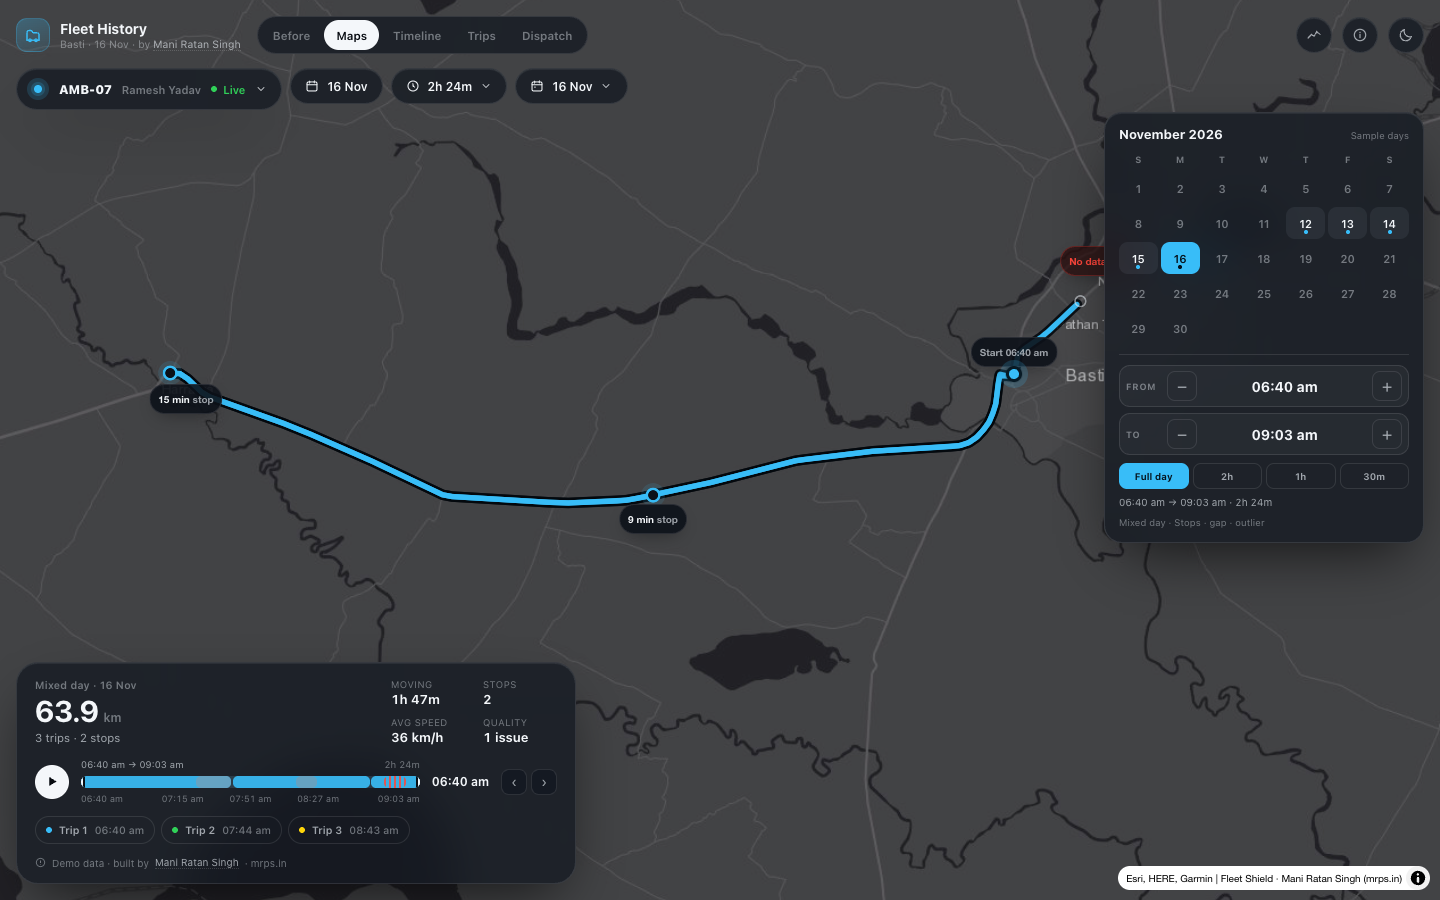 Fleet History
Basti · 16 Nov · by Mani Ratan Singh
Before
Maps
Timeline
Trips
Dispatch
AMB-07 Ramesh Yadav Live
16 Nov
2h 24m
16 Nov
November 2026
Sample days
S M T W T F S
1 2 3 4 5 6 7
8 9 10 11 12 13 14
15 16 17 18 19 20 21
22 23 24 25 26 27 28
29 30
FROM − 06:40 am +
TO − 09:03 am +
Full day 2h 1h 30m
06:40 am → 09:03 am · 2h 24m
Mixed day · Stops · gap · outlier
No data
N
athan
Start 06:40 am
Basti
15 min stop
9 min stop
Mixed day · 16 Nov
63.9 km
3 trips · 2 stops
MOVING
1h 47m
STOPS
2
AVG SPEED
36 km/h
QUALITY
1 issue
06:40 am → 09:03 am 2h 24m
06:40 am
06:40 am 07:15 am 07:51 am 08:27 am 09:03 am
Trip 1 06:40 am
Trip 2 07:44 am
Trip 3 08:43 am
Demo data · built by Mani Ratan Singh · mrps.in
Esri, HERE, Garmin | Fleet Shield · Mani Ratan Singh (mrps.in)